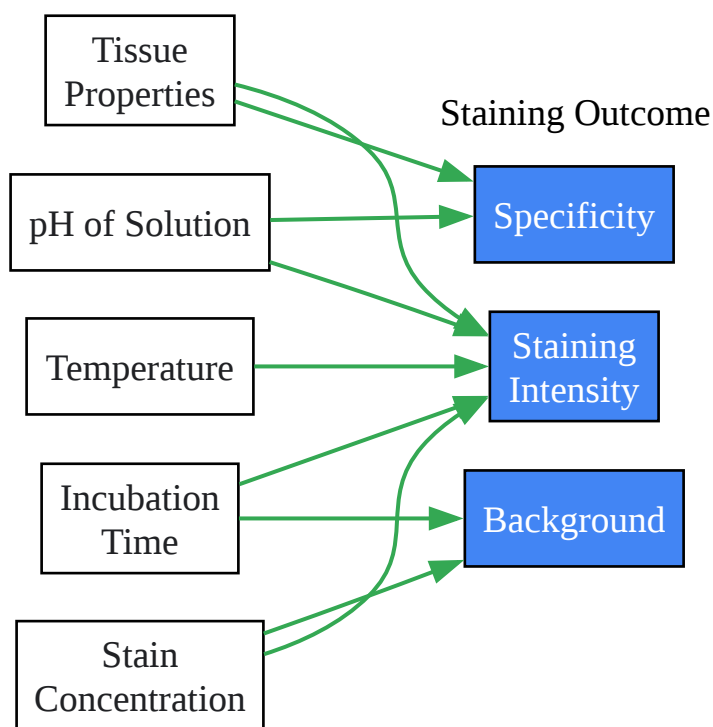 Tissue
Properties
Staining Outcome
Specificity
pH of Solution
Staining
Intensity
Temperature
Incubation
Time
Background
Stain
Concentration